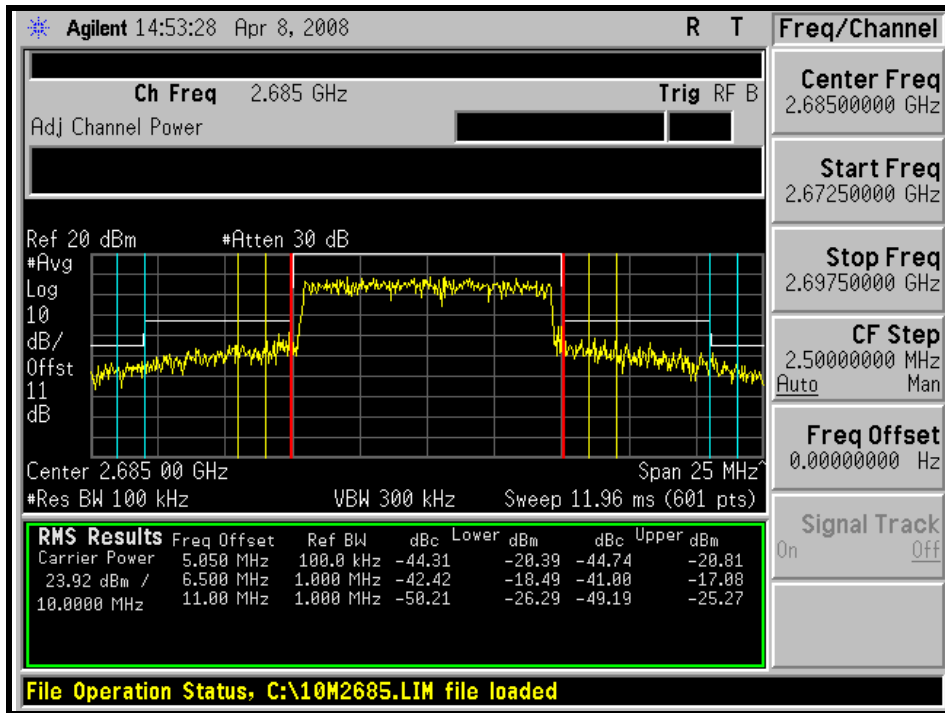 Agilent 14:53:28 Apr 8, 2008 R T
Freq/Channel
Ch Freq 2.685 GHz Trig RF B
Adj Channel Power
Center Freq
2.68500000 GHz
Start Freq
2.67250000 GHz
Stop Freq
2.69750000 GHz
CF Step
2.50000000 MHz
Auto Man
Freq Offset
0.00000000 Hz
Signal Track
On Off
Ref 20 dBm #Atten 30 dB
#Avg
Log
10
dB/
Offst
11
dB
Center 2.685 00 GHz Span 25 MHz^
#Res BW 100 kHz VBW 300 kHz Sweep 11.96 ms (601 pts)
RMS Results Freq Offset Ref BW dBc Lower dBm dBc Upper dBm
Carrier Power 5.050 MHz 100.0 kHz -44.31 -20.39 -44.74 -20.81
23.92 dBm / 6.500 MHz 1.000 MHz -42.42 -18.49 -41.00 -17.08
10.0000 MHz 11.00 MHz 1.000 MHz -50.21 -26.29 -49.19 -25.27
File Operation Status, C:\10M2685.LIM file loaded